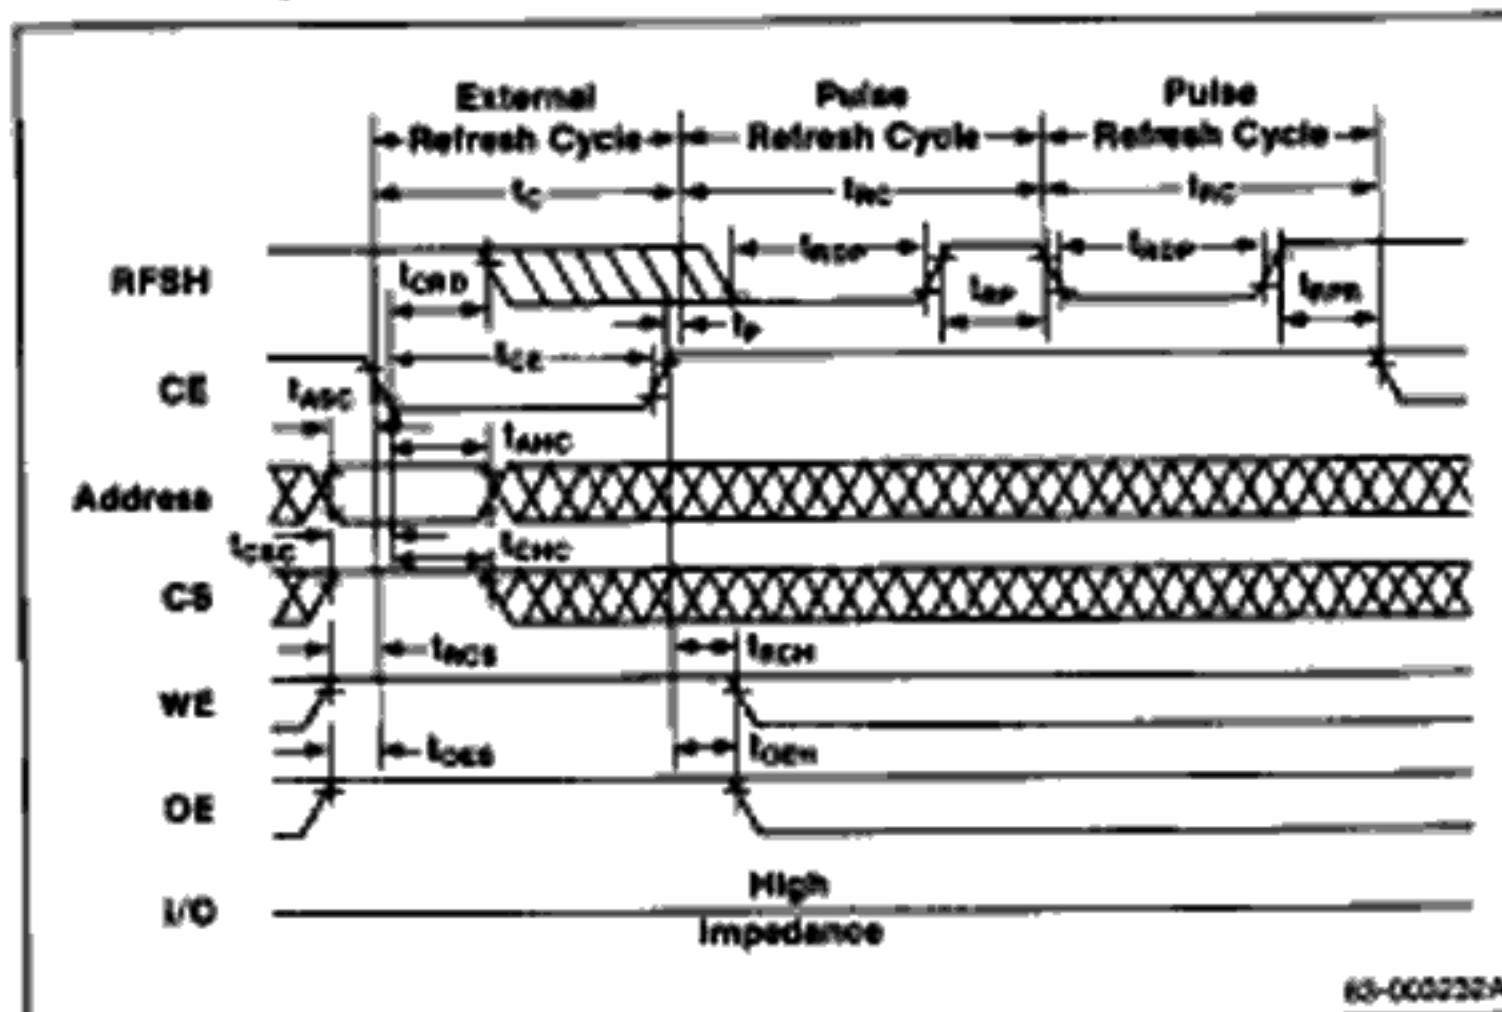 External
Refresh Cycle
Pulse
Refresh Cycle
Pulse
Refresh Cycle
tC
tRC
tRC
RFSH
tCRD
tRP
tP
tCE
CE
tASC
tAHC
Address
tCSC
tCHC
CS
tRCS
tRCH
WE
tOES
tOEH
OE
I/O
High
Impedance